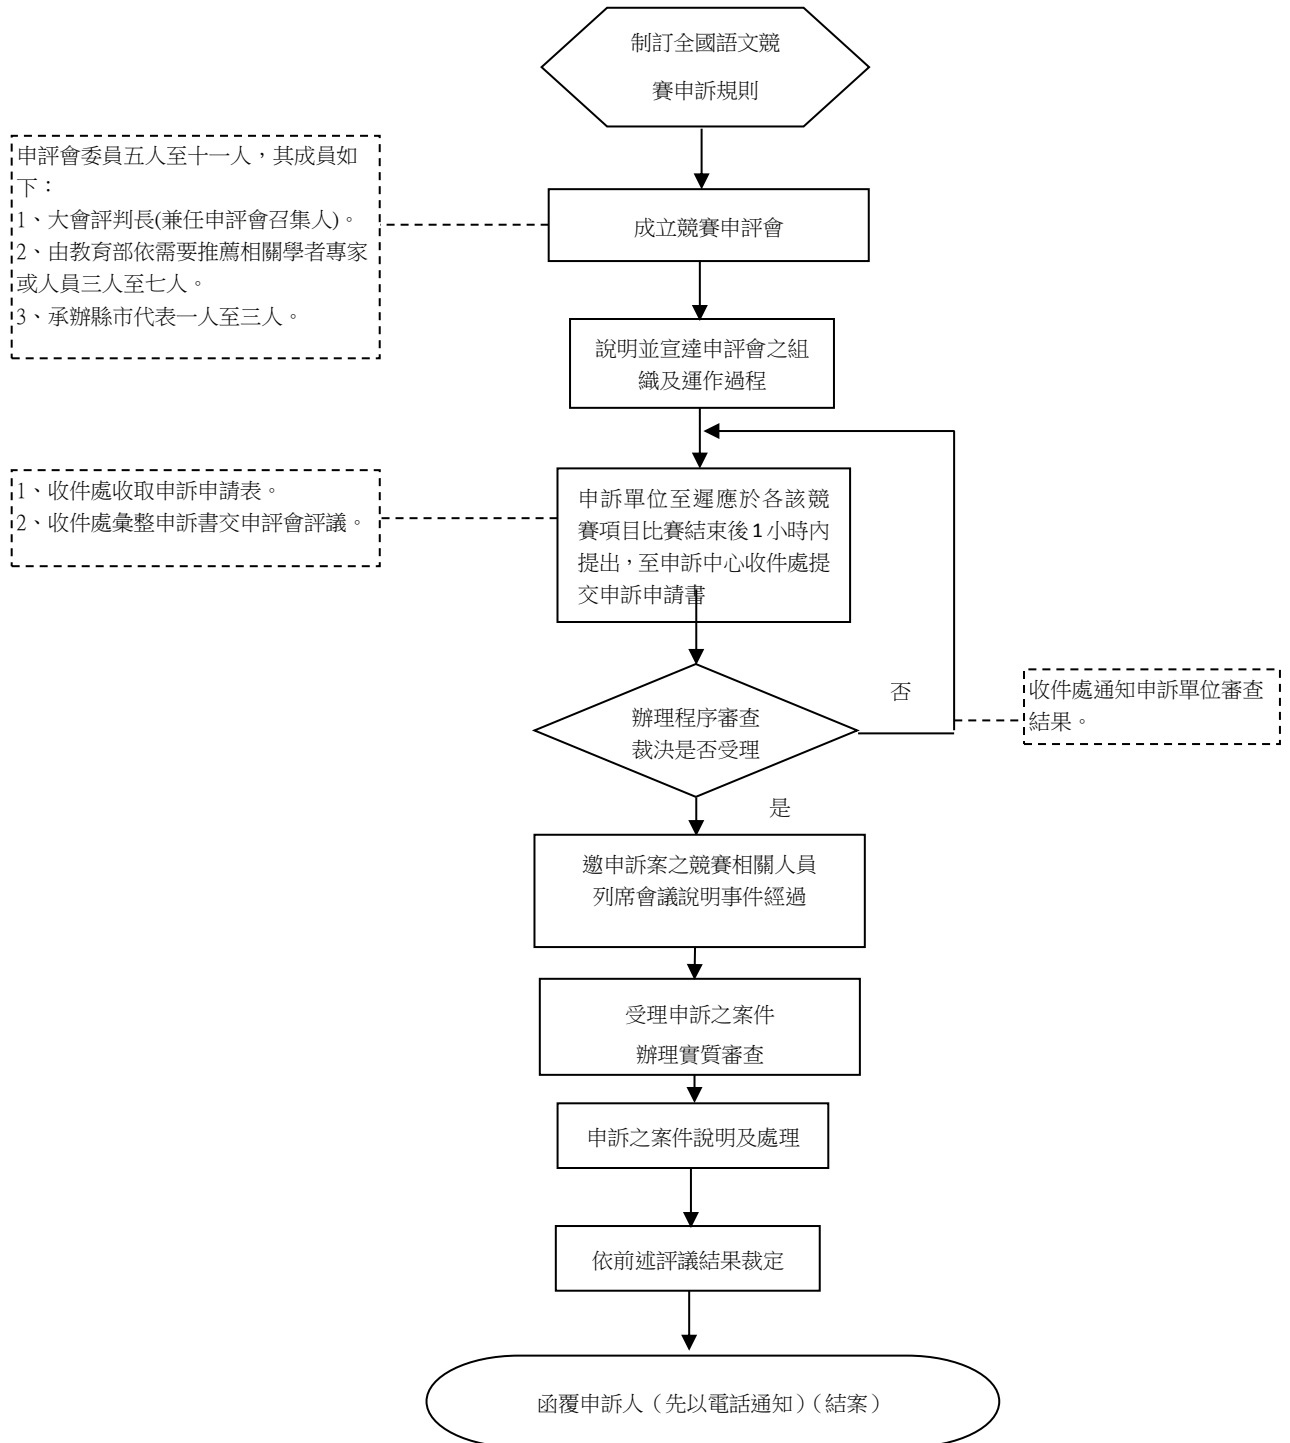 制訂全國語文競
賽申訴規則
申評會委員五人至十一人，其成員如
下：
1、大會評判長(兼任申評會召集人)。
2、由教育部依需要推薦相關學者專家
或人員三人至七人。
3、承辦縣市代表一人至三人。
成立競賽申評會
說明並宣達申評會之組
織及運作過程
1、收件處收取申訴申請表。
2、收件處彙整申訴書交申評會評議。
申訴單位至遲應於各該競
賽項目比賽結束後1小時內
提出，至申訴中心收件處提
交申訴申請書
辦理程序審查
裁決是否受理
否
收件處通知申訴單位審查
結果。
是
邀申訴案之競賽相關人員
列席會議說明事件經過
受理申訴之案件
辦理實質審查
申訴之案件說明及處理
依前述評議結果裁定
函覆申訴人（先以電話通知）（結案）